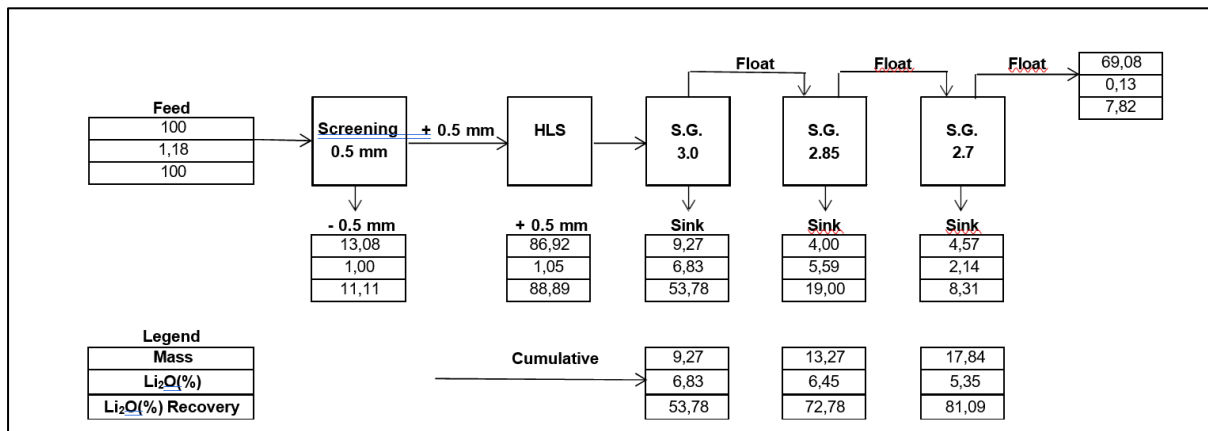 Float Float Float
69,08
0,13
7,82
Feed
100
1,18
100
Screening
0.5 mm
+ 0.5 mm
HLS
S.G.
3.0
S.G.
2.85
S.G.
2.7
- 0.5 mm
13,08
1,00
11,11
+ 0.5 mm
86,92
1,05
88,89
Sink
9,27
6,83
53,78
Sink
4,00
5,59
19,00
Sink
4,57
2,14
8,31
Legend
Mass
Li₂O(%)
Li₂O(%) Recovery
Cumulative
9,27
6,83
53,78
13,27
6,45
72,78
17,84
5,35
81,09